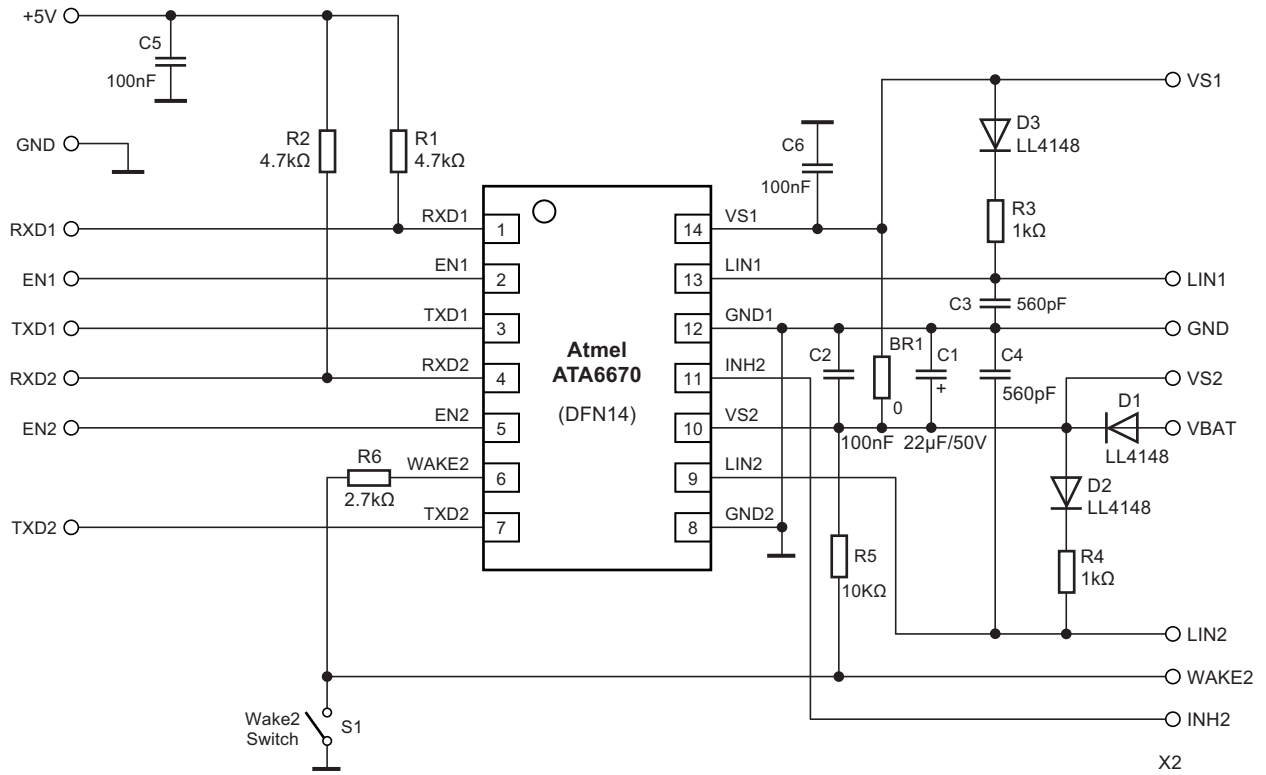 +5V
C5
100nF
GND
R2
4.7kΩ
R1
4.7kΩ
C6
100nF
VS1
D3
LL4148
R3
1kΩ
RXD1
RXD1
1
14
VS1
EN1
EN1
2
13
LIN1
LIN1
C3
560pF
TXD1
TXD1
3
12
GND1
GND
Atmel
ATA6670
(DFN14)
RXD2
RXD2
4
11
INH2
C2
BR1
C1
C4
+
0
560pF
VS2
EN2
EN2
5
10
VS2
100nF
22µF/50V
D1
LL4148
VBAT
R6
2.7kΩ
WAKE2
6
9
LIN2
D2
LL4148
TXD2
TXD2
7
8
GND2
R5
10KΩ
R4
1kΩ
LIN2
WAKE2
Wake2
Switch
S1
INH2
X2